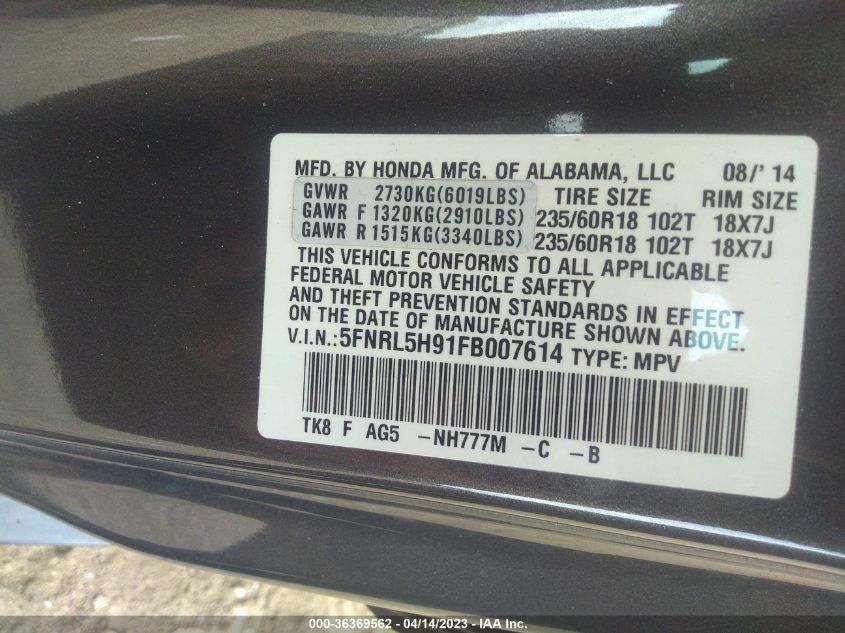 MFD. BY HONDA MFG. OF ALABAMA, LLC 08/' 14
GVWR 2730KG(6019LBS) TIRE SIZE RIM SIZE
GAWR F 1320KG(2910LBS) 235/60R18 102T 18X7J
GAWR R 1515KG(3340LBS) 235/60R18 102T 18X7J
THIS VEHICLE CONFORMS TO ALL APPLICABLE
FEDERAL MOTOR VEHICLE SAFETY
AND THEFT PREVENTION STANDARDS IN EFFECT
ON THE DATE OF MANUFACTURE SHOWN ABOVE.
V.I.N.: 5FNRL5H91FB007614 TYPE: MPV
TK8 F AG5 -NH777M -C -B
000-36369562 - 04/14/2023 - IAA Inc.